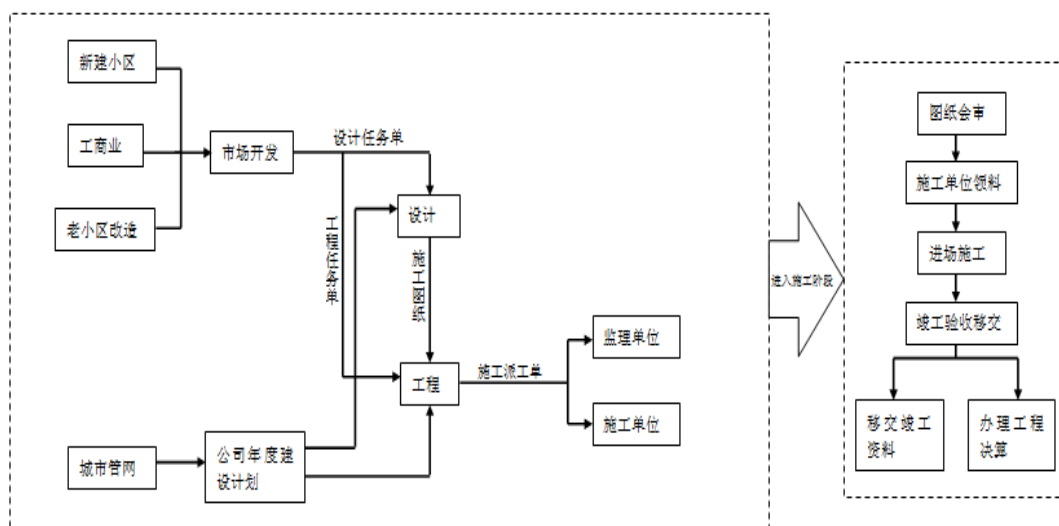 新建小区
工商业
老小区改造
市场开发
设计任务单
工程任务单
设计
施工图纸
工程
施工派工单
监理单位
施工单位
城市管网
公司年度建
设计划
进入施工阶段
图纸会审
施工单位领料
进场施工
竣工验收移交
移交竣工
资料
办理工程
决算